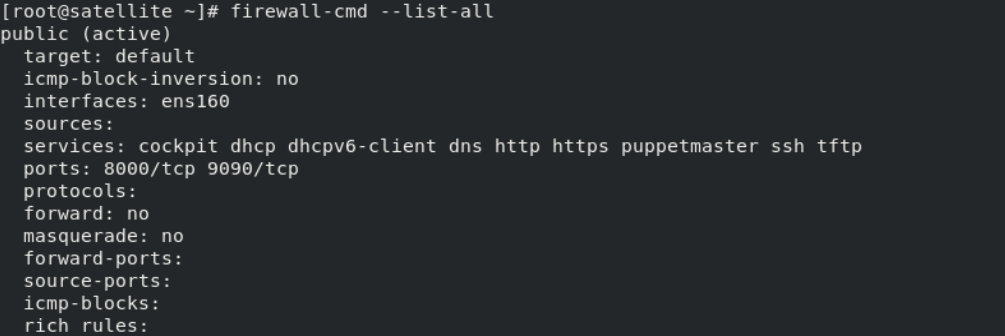 [root@satellite ~]# firewall-cmd --list-all
public (active)
  target: default
  icmp-block-inversion: no
  interfaces: ens160
  sources:
  services: cockpit dhcp dhcpv6-client dns http https puppetmaster ssh tftp
  ports: 8000/tcp 9090/tcp
  protocols:
  forward: no
  masquerade: no
  forward-ports:
  source-ports:
  icmp-blocks:
  rich rules: